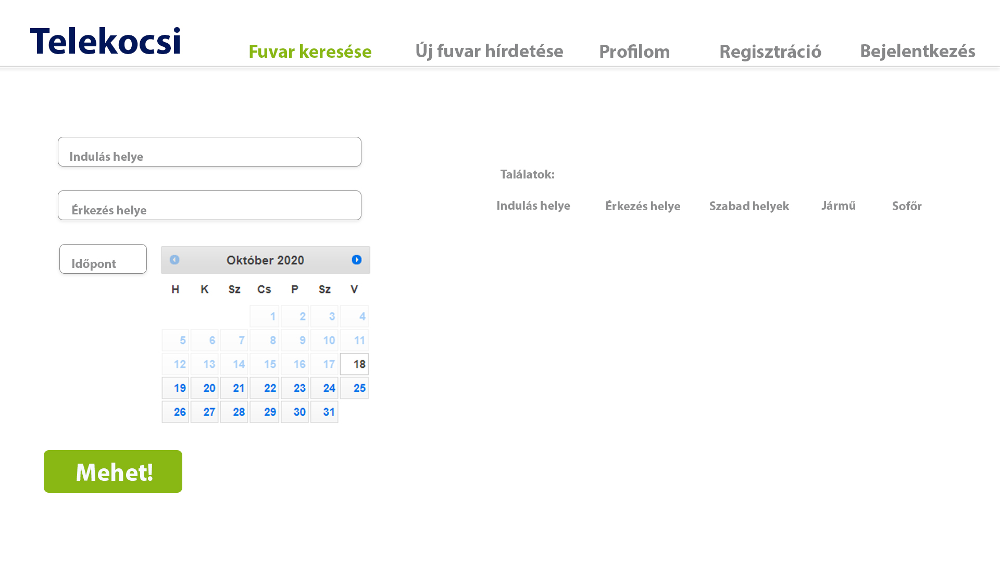 Telekocsi
Fuvar keresése
Új fuvar hírdetése
Profilom
Regisztráció
Bejelentkezés
Indulás helye
Érkezés helye
Időpont
Október 2020
H K Sz Cs P Sz V
1 2 3 4
5 6 7 8 9 10 11
12 13 14 15 16 17 18
19 20 21 22 23 24 25
26 27 28 29 30 31
Mehet!
Találatok:
Indulás helye Érkezés helye Szabad helyek Jármű Sofőr